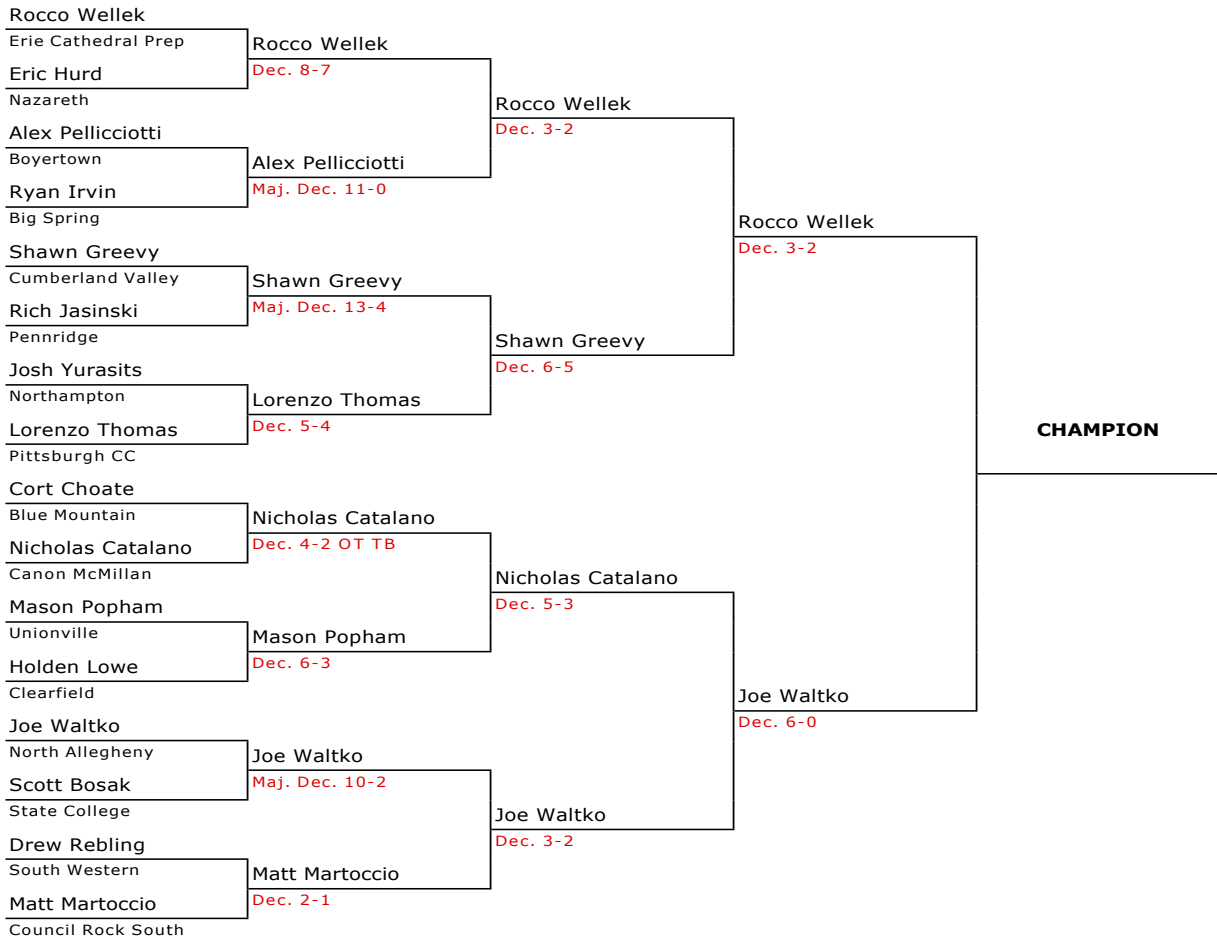 Rocco Wellek
Erie Cathedral Prep
Eric Hurd
Nazareth
Alex Pellicciotti
Boyertown
Ryan Irvin
Big Spring
Shawn Greevy
Cumberland Valley
Rich Jasinski
Pennridge
Josh Yurasits
Northampton
Lorenzo Thomas
Pittsburgh CC
Cort Choate
Blue Mountain
Nicholas Catalano
Canon McMillan
Mason Popham
Unionville
Holden Lowe
Clearfield
Joe Waltko
North Allegheny
Scott Bosak
State College
Drew Rebling
South Western
Matt Martoccio
Council Rock South
Rocco Wellek
Dec. 8-7
Alex Pellicciotti
Maj. Dec. 11-0
Shawn Greevy
Maj. Dec. 13-4
Lorenzo Thomas
Dec. 5-4
Nicholas Catalano
Dec. 4-2 OT TB
Mason Popham
Dec. 6-3
Joe Waltko
Maj. Dec. 10-2
Matt Martoccio
Dec. 2-1
Rocco Wellek
Dec. 3-2
Shawn Greevy
Dec. 6-5
Nicholas Catalano
Dec. 5-3
Joe Waltko
Dec. 3-2
Rocco Wellek
Dec. 3-2
Joe Waltko
Dec. 6-0
CHAMPION